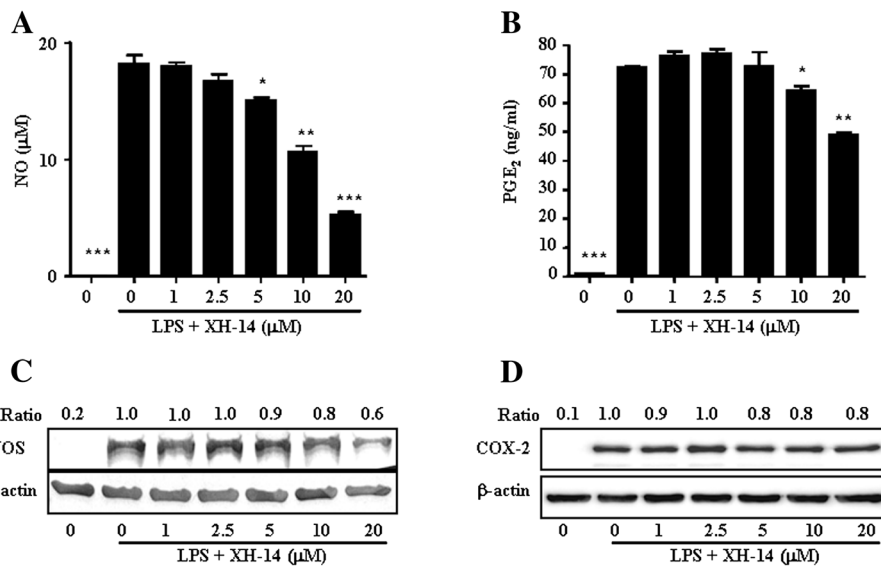 A
20
10
0
NO (μM)
*
**
***
***
0 0 1 2.5 5 10 20
LPS + XH-14 (μM)
B
80
70
60
50
40
30
20
10
0
PGE2 (ng/ml)
*
**
***
0 0 1 2.5 5 10 20
LPS + XH-14 (μM)
C
Ratio 0.2 1.0 1.0 1.0 0.9 0.8 0.6
OS
actin
0 0 1 2.5 5 10 20
LPS + XH-14 (μM)
D
Ratio 0.1 1.0 0.9 1.0 0.8 0.8 0.8
COX-2
β-actin
0 0 1 2.5 5 10 20
LPS + XH-14 (μM)